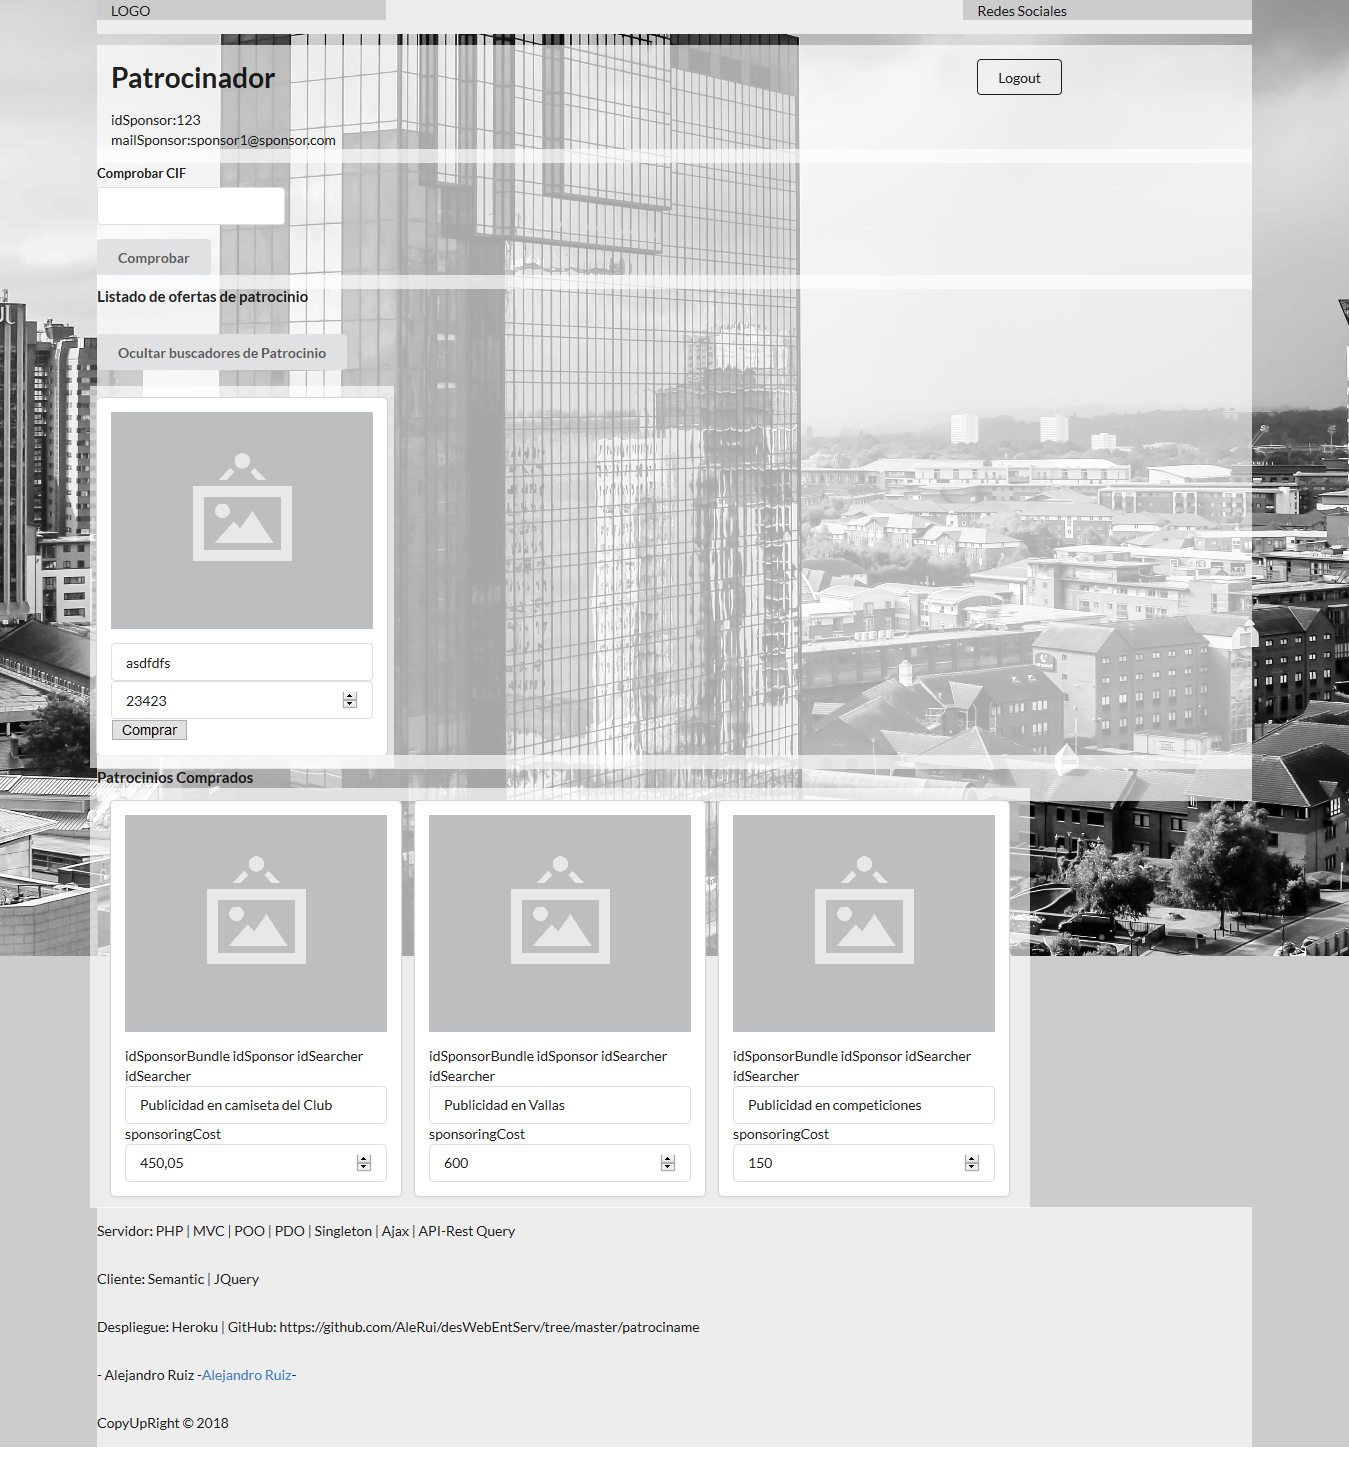 LOGO
Redes Sociales
Patrocinador
Logout
idSponsor:123
mailSponsor:sponsor1@sponsor.com
Comprobar CIF
Comprobar
Listado de ofertas de patrocinio
Ocultar buscadores de Patrocinio
asdfdfs
23423
Comprar
Patrocinios Comprados
idSponsorBundle idSponsor idSearcher
idSearcher
Publicidad en camiseta del Club
sponsoringCost
450,05
idSponsorBundle idSponsor idSearcher
idSearcher
Publicidad en Vallas
sponsoringCost
600
idSponsorBundle idSponsor idSearcher
idSearcher
Publicidad en competiciones
sponsoringCost
150
Servidor: PHP | MVC | POO | PDO | Singleton | Ajax | API-Rest Query
Cliente: Semantic | JQuery
Despliegue: Heroku | GitHub: https://github.com/AleRui/desWebEntServ/tree/master/patrociname
- Alejandro Ruiz -Alejandro Ruiz-
CopyUpRight © 2018